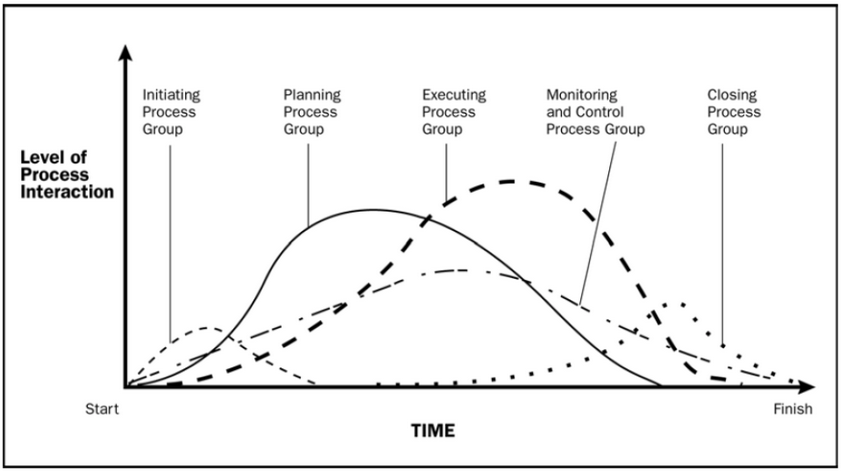 Initiating
Process
Group
Planning
Process
Group
Executing
Process
Group
Monitoring
and Control
Process Group
Closing
Process
Group
Level of
Process
Interaction
Start
Finish
TIME